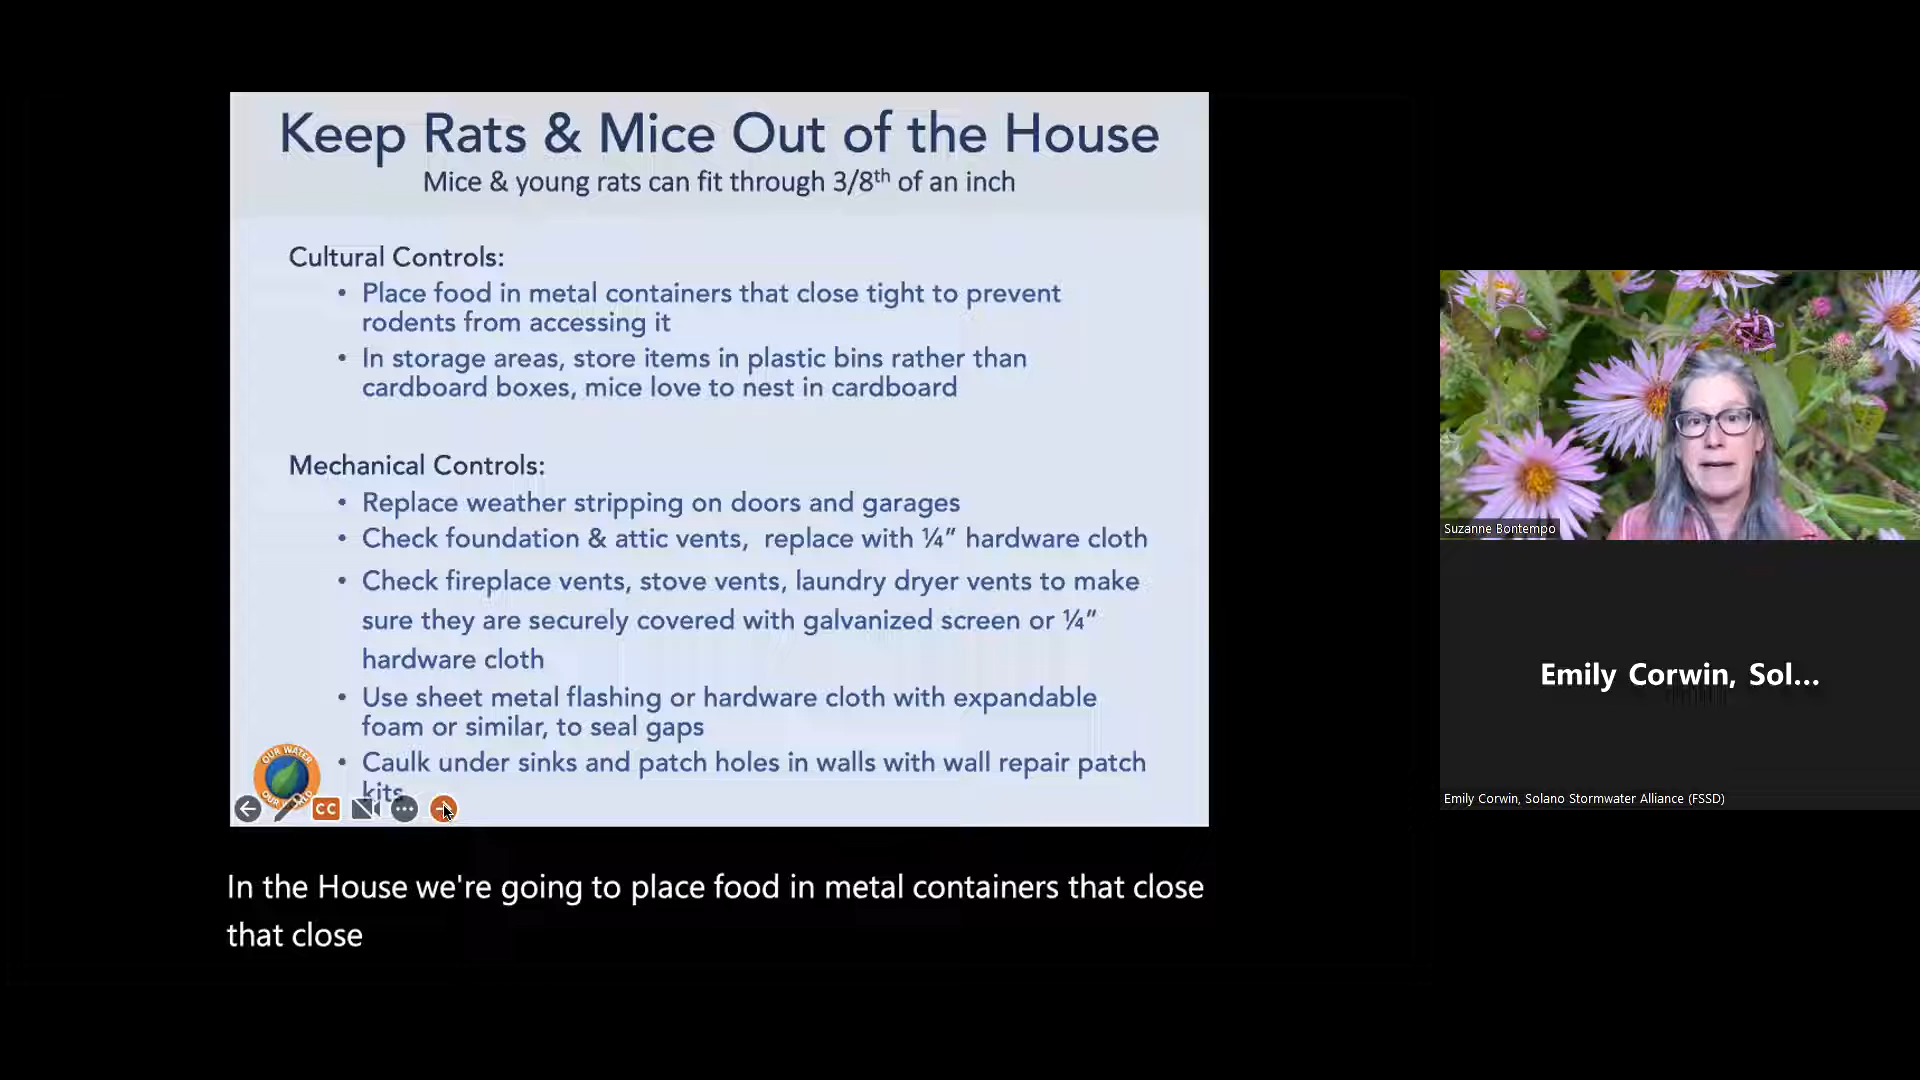 Keep Rats & Mice Out of the House
Mice & young rats can fit through 3/8th of an inch
Cultural Controls:
• Place food in metal containers that close tight to prevent
rodents from accessing it
• In storage areas, store items in plastic bins rather than
cardboard boxes, mice love to nest in cardboard
Mechanical Controls:
• Replace weather stripping on doors and garages
• Check foundation & attic vents, replace with ¼” hardware cloth
• Check fireplace vents, stove vents, laundry dryer vents to make
sure they are securely covered with galvanized screen or ¼”
hardware cloth
• Use sheet metal flashing or hardware cloth with expandable
foam or similar, to seal gaps
• Caulk under sinks and patch holes in walls with wall repair patch
kits
OUR WATER
CC
In the House we're going to place food in metal containers that close
that close
Suzanne Bontempo
Emily Corwin, Sol...
Emily Corwin, Solano Stormwater Alliance (FSSD)